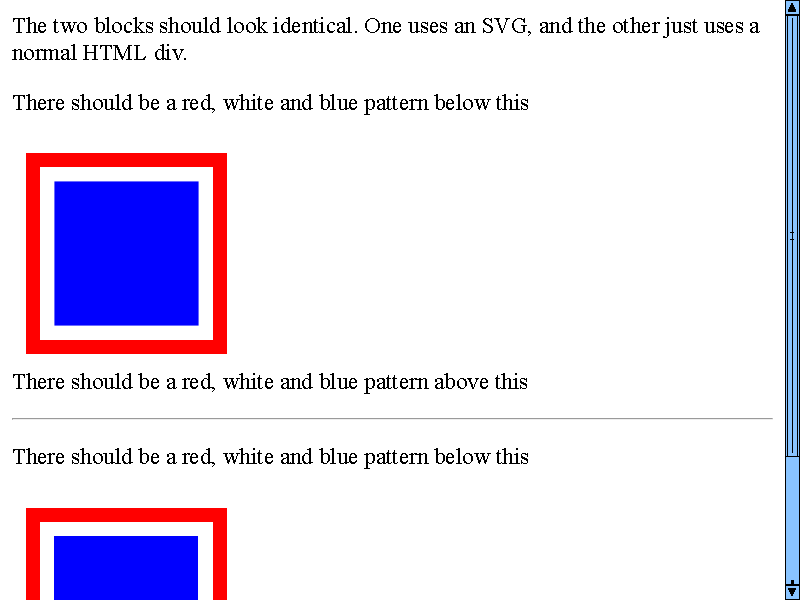 The two blocks should look identical. One uses an SVG, and the other just uses a
normal HTML div.
There should be a red, white and blue pattern below this
There should be a red, white and blue pattern above this
There should be a red, white and blue pattern below this